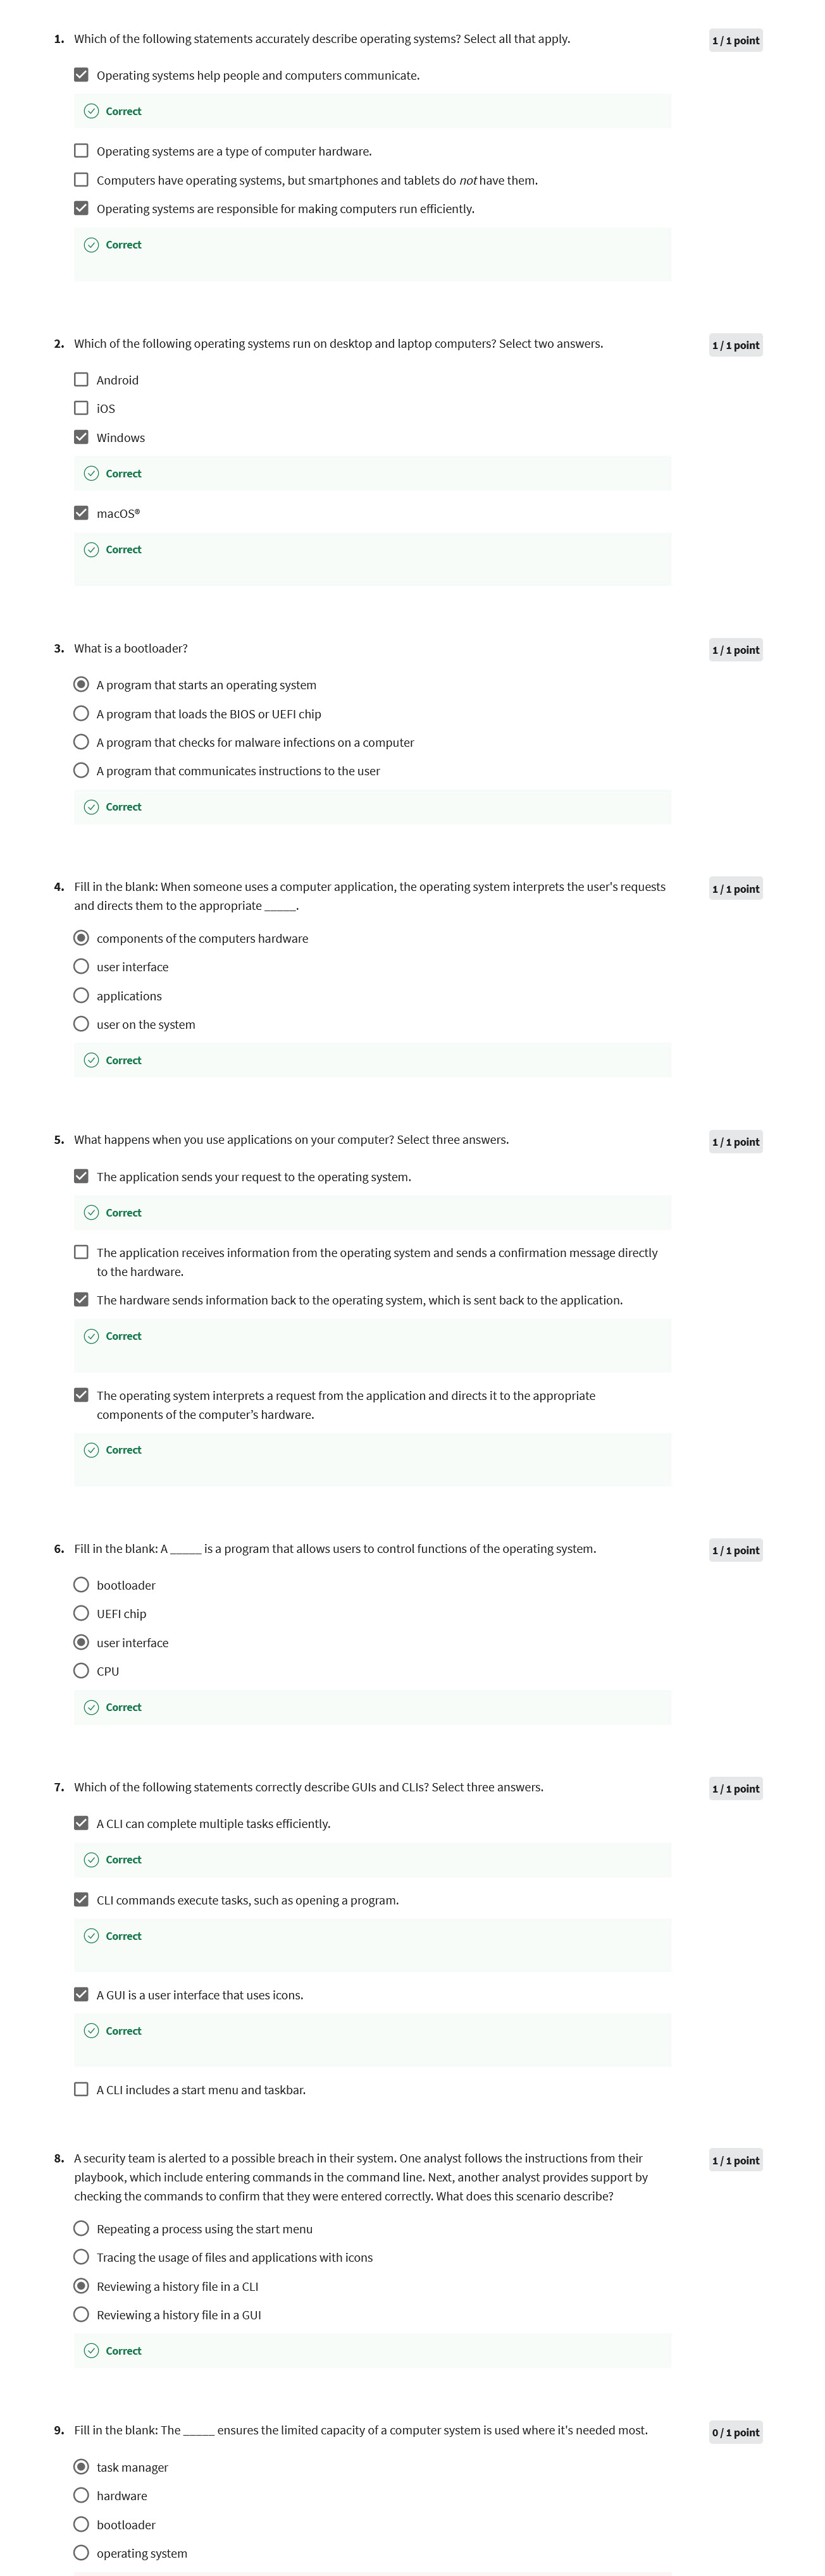 1. Which of the following statements accurately describe operating systems? Select all that apply.
1 / 1 point
Operating systems help people and computers communicate.
Correct
Operating systems are a type of computer hardware.
Computers have operating systems, but smartphones and tablets do not have them.
Operating systems are responsible for making computers run efficiently.
Correct
2. Which of the following operating systems run on desktop and laptop computers? Select two answers.
1 / 1 point
Android
iOS
Windows
Correct
macOS®
Correct
3. What is a bootloader?
1 / 1 point
A program that starts an operating system
A program that loads the BIOS or UEFI chip
A program that checks for malware infections on a computer
A program that communicates instructions to the user
Correct
4. Fill in the blank: When someone uses a computer application, the operating system interprets the user's requests
and directs them to the appropriate _____.
1 / 1 point
components of the computers hardware
user interface
applications
user on the system
Correct
5. What happens when you use applications on your computer? Select three answers.
1 / 1 point
The application sends your request to the operating system.
Correct
The application receives information from the operating system and sends a confirmation message directly
to the hardware.
The hardware sends information back to the operating system, which is sent back to the application.
Correct
The operating system interprets a request from the application and directs it to the appropriate
components of the computer’s hardware.
Correct
6. Fill in the blank: A _____ is a program that allows users to control functions of the operating system.
1 / 1 point
bootloader
UEFI chip
user interface
CPU
Correct
7. Which of the following statements correctly describe GUIs and CLIs? Select three answers.
1 / 1 point
A CLI can complete multiple tasks efficiently.
Correct
CLI commands execute tasks, such as opening a program.
Correct
A GUI is a user interface that uses icons.
Correct
A CLI includes a start menu and taskbar.
8. A security team is alerted to a possible breach in their system. One analyst follows the instructions from their
playbook, which include entering commands in the command line. Next, another analyst provides support by
checking the commands to confirm that they were entered correctly. What does this scenario describe?
1 / 1 point
Repeating a process using the start menu
Tracing the usage of files and applications with icons
Reviewing a history file in a CLI
Reviewing a history file in a GUI
Correct
9. Fill in the blank: The _____ ensures the limited capacity of a computer system is used where it's needed most.
0 / 1 point
task manager
hardware
bootloader
operating system